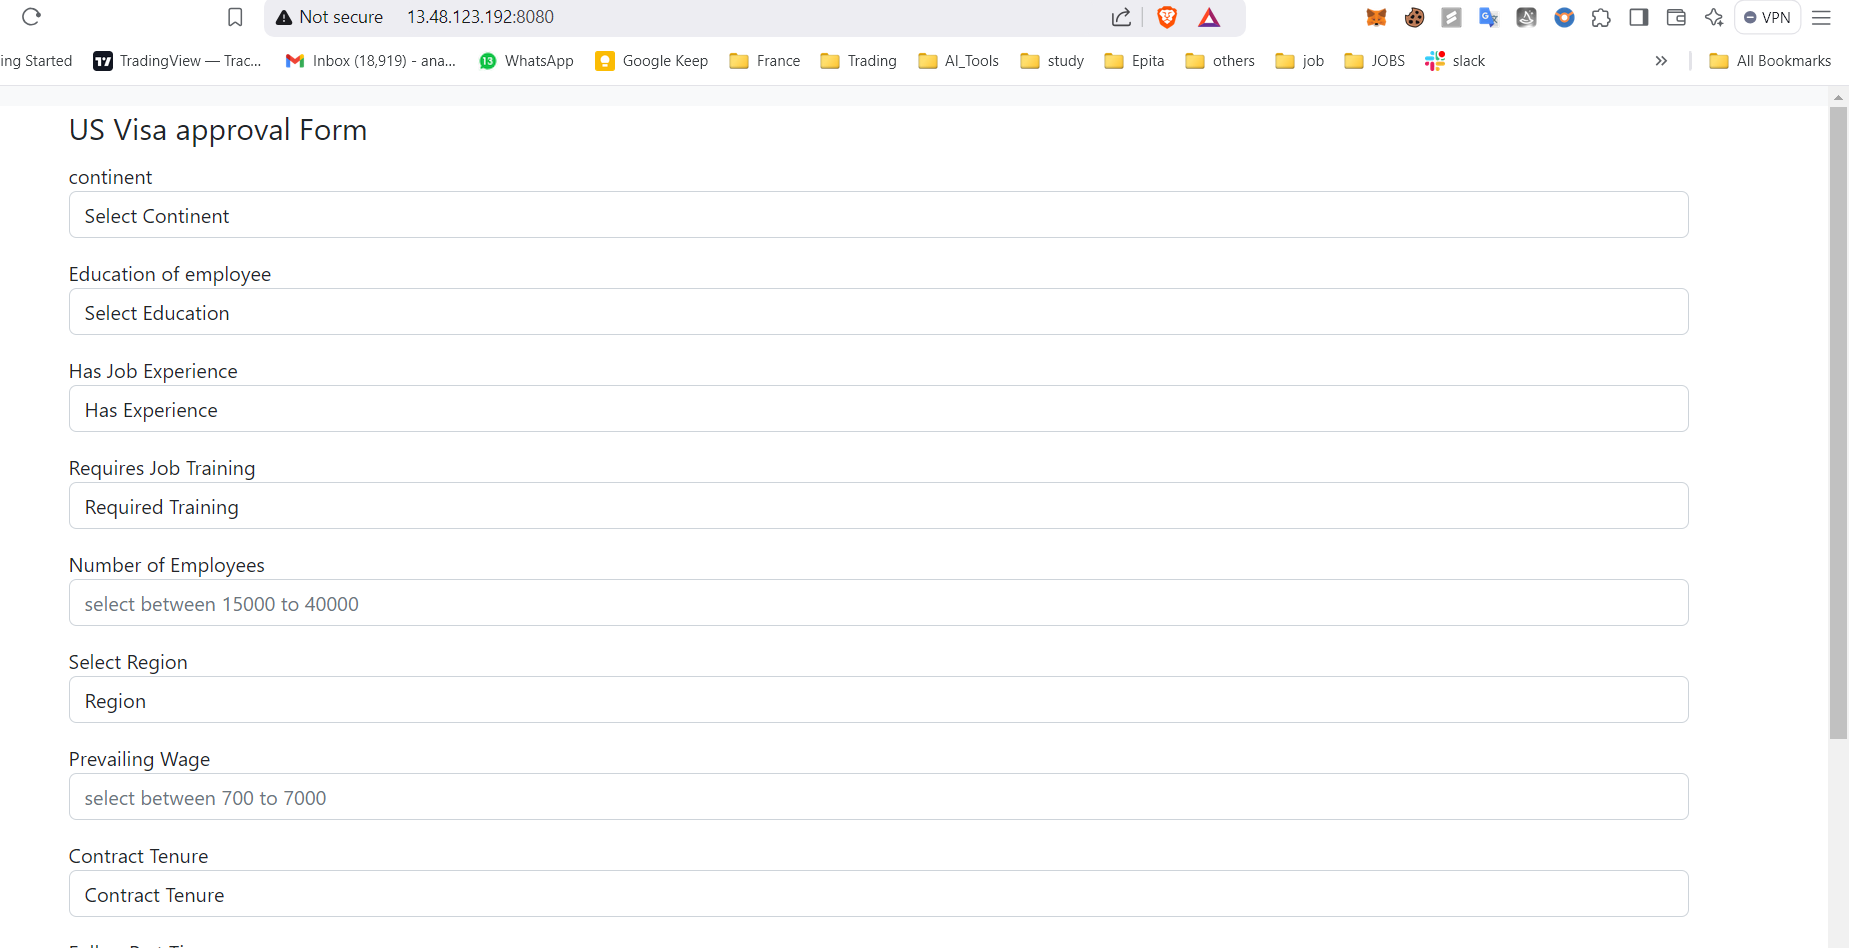 Not secure 13.48.123.192:8080 VPN
ing Started TradingView — Trac... Inbox (18,919) - ana... 13 WhatsApp Google Keep France Trading AI_Tools study Epita others job JOBS slack » All Bookmarks
US Visa approval Form
continent
Select Continent
Education of employee
Select Education
Has Job Experience
Has Experience
Requires Job Training
Required Training
Number of Employees
select between 15000 to 40000
Select Region
Region
Prevailing Wage
select between 700 to 7000
Contract Tenure
Contract Tenure